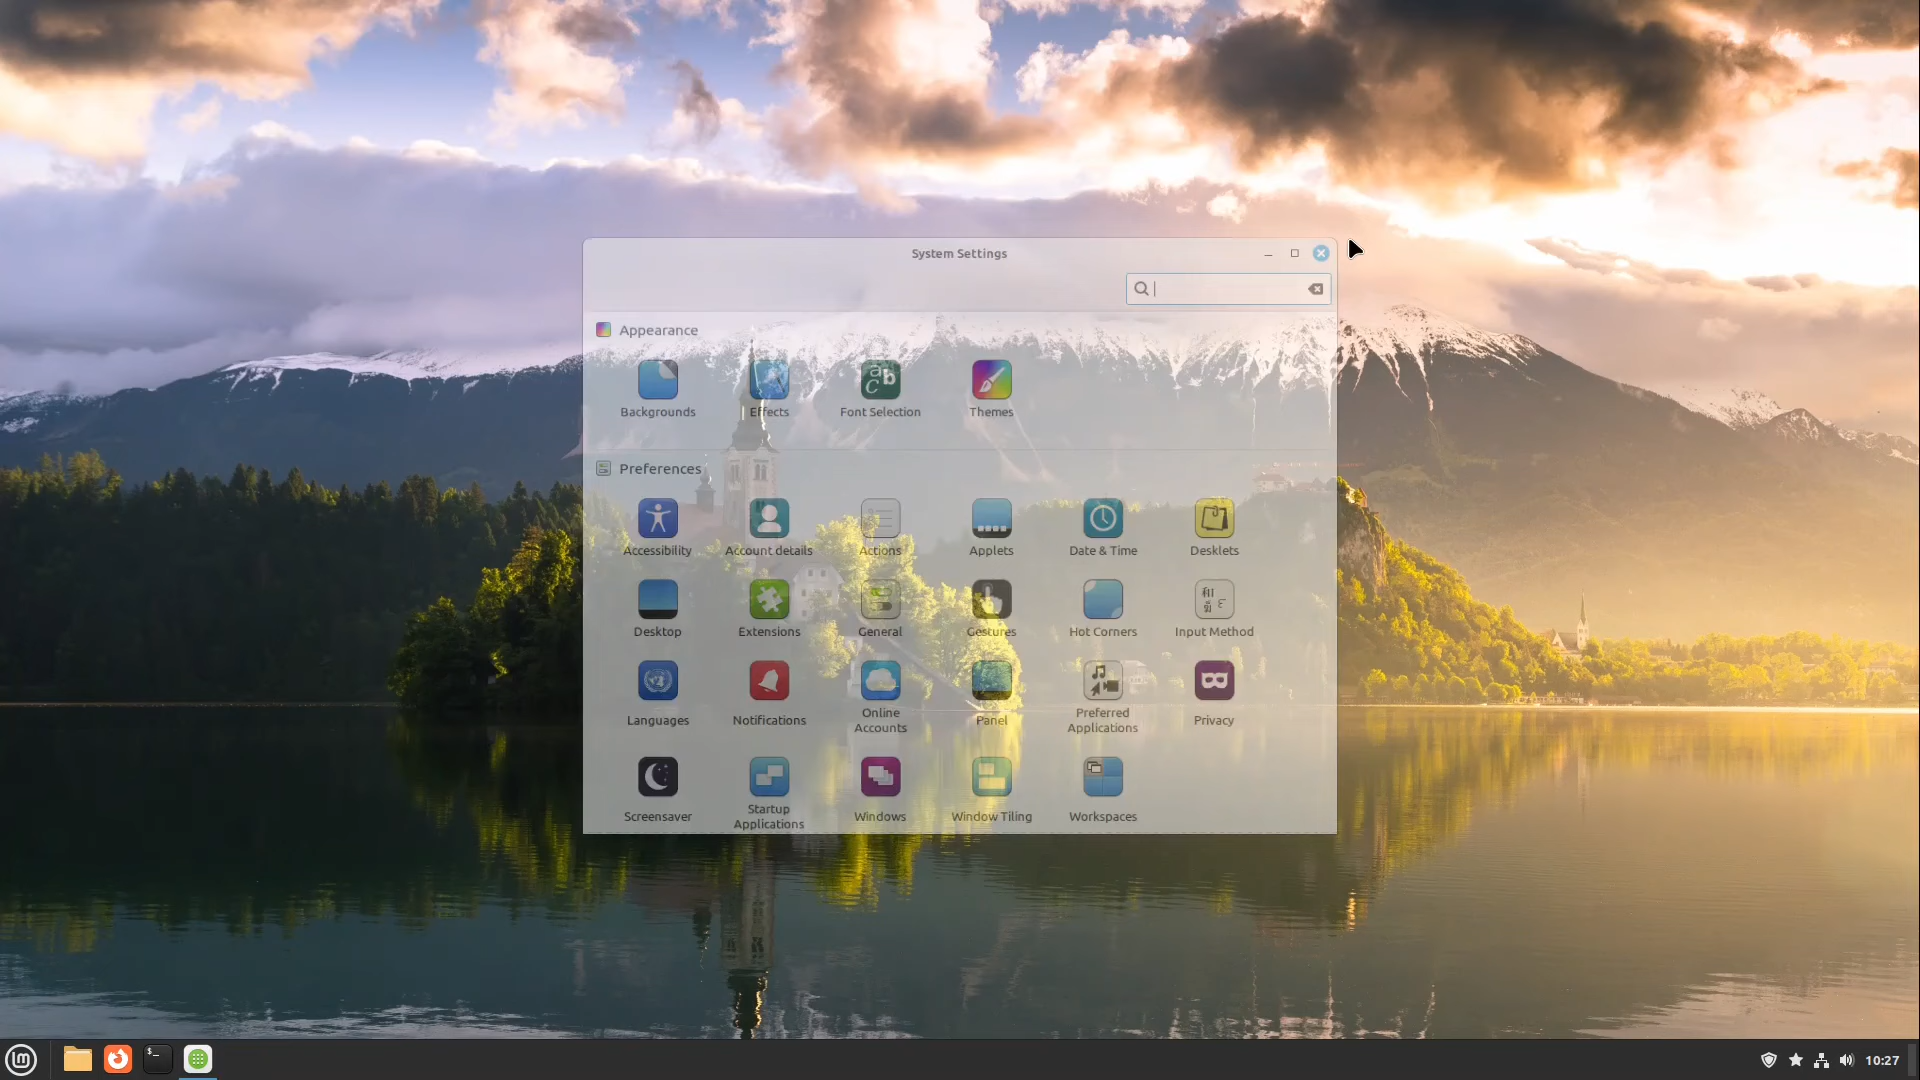 System Settings
Appearance
Backgrounds
Effects
Font Selection
Themes
Preferences
Accessibility
Account details
Actions
Applets
Date & Time
Desklets
Desktop
Extensions
General
Gestures
Hot Corners
Input Method
Languages
Notifications
Online
Accounts
Panel
Preferred
Applications
Privacy
Screensaver
Startup
Applications
Windows
Window Tiling
Workspaces
10:27